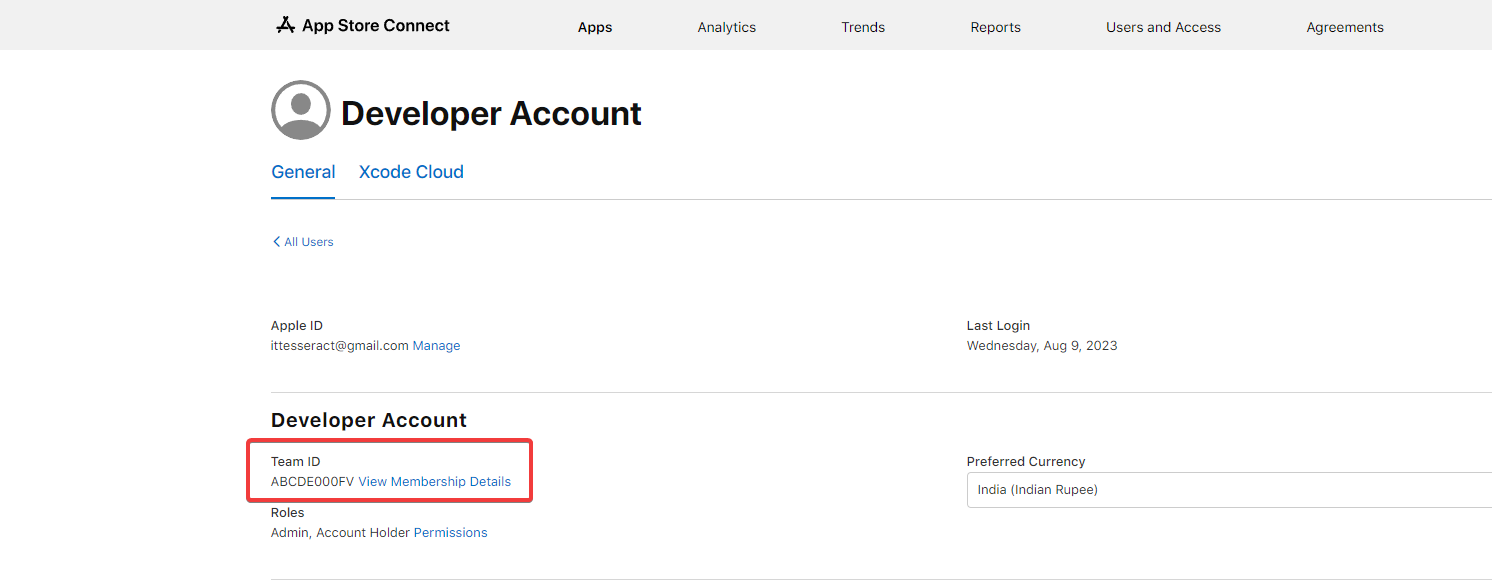 App Store Connect Apps Analytics Trends Reports Users and Access Agreements
Developer Account
General Xcode Cloud
All Users
Apple ID
ittesseract@gmail.com Manage
Last Login
Wednesday, Aug 9, 2023
Developer Account
Team ID
ABCDE000FV View Membership Details
Preferred Currency
India (Indian Rupee)
Roles
Admin, Account Holder Permissions